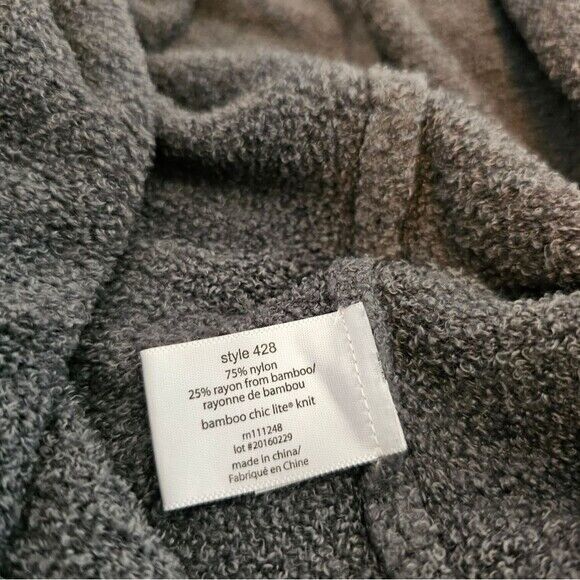 style 428
75% nylon
25% rayon from bamboo/
rayonne de bambou
bamboo chic lite® knit
rn111248
lot #20160229
made in china/
Fabriqué en Chine